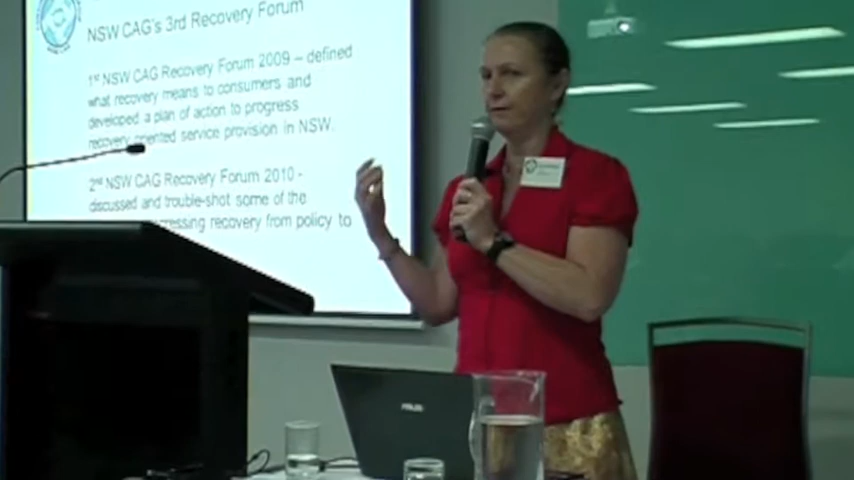 NSW CAG's 3rd Recovery Forum
1st NSW CAG Recovery Forum 2009 – defined
what recovery means to consumers and
developed a plan of action to progress
recovery oriented service provision in NSW.
2nd NSW CAG Recovery Forum 2010 -
discussed and trouble-shot some of the
recovery from policy to
ASUS